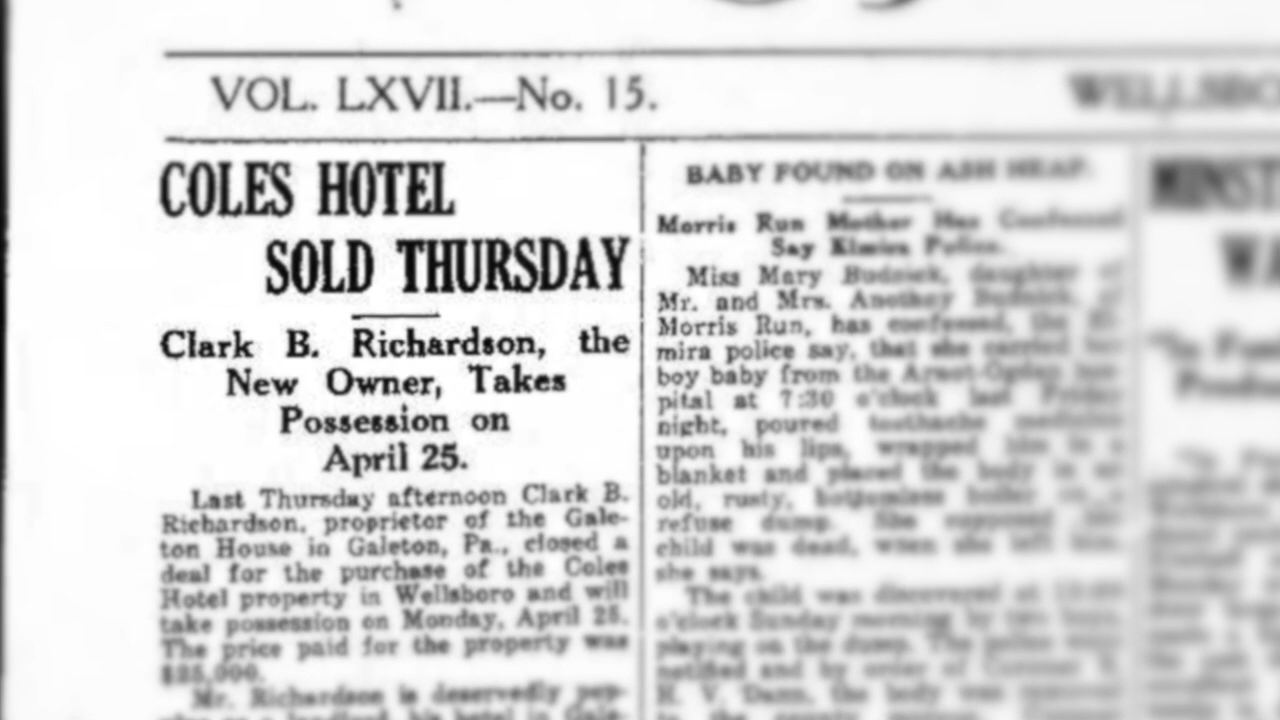 VOL. LXVII.—No. 15.
WELLSBO
COLES HOTEL
SOLD THURSDAY
Clark B. Richardson, the
New Owner, Takes
Possession on
April 25.
Last Thursday afternoon Clark B.
Richardson, proprietor of the Gale-
ton House in Galeton, Pa., closed a
deal for the purchase of the Coles
Hotel property in Wellsboro and will
take possession on Monday, April 25.
The price paid for the property was
Mr. Richardson is deservedly pop-
BABY FOUND ON ASH HEAP.
Morris Run Mother Has Confessed
Say Elmira Police.
Miss Mary daughter of
Mr. and Mrs.
Morris Run, has confessed, the El-
mira police say, that she carried her
boy baby from the Arnot-Ogden hos-
pital at 7:30 o'clock last Friday
night, poured toothache medicine
upon his lips, wrapped him in a
blanket and placed the body in an
old, rusty, bottomless boiler on a
refuse dump. She supposed the
child was dead, when she left him,
she says.
The child was discovered at
o'clock Sunday morning by two boys,
playing on the dump. The police were
notified and by order of Coroner
the body was removed
MINST
WA